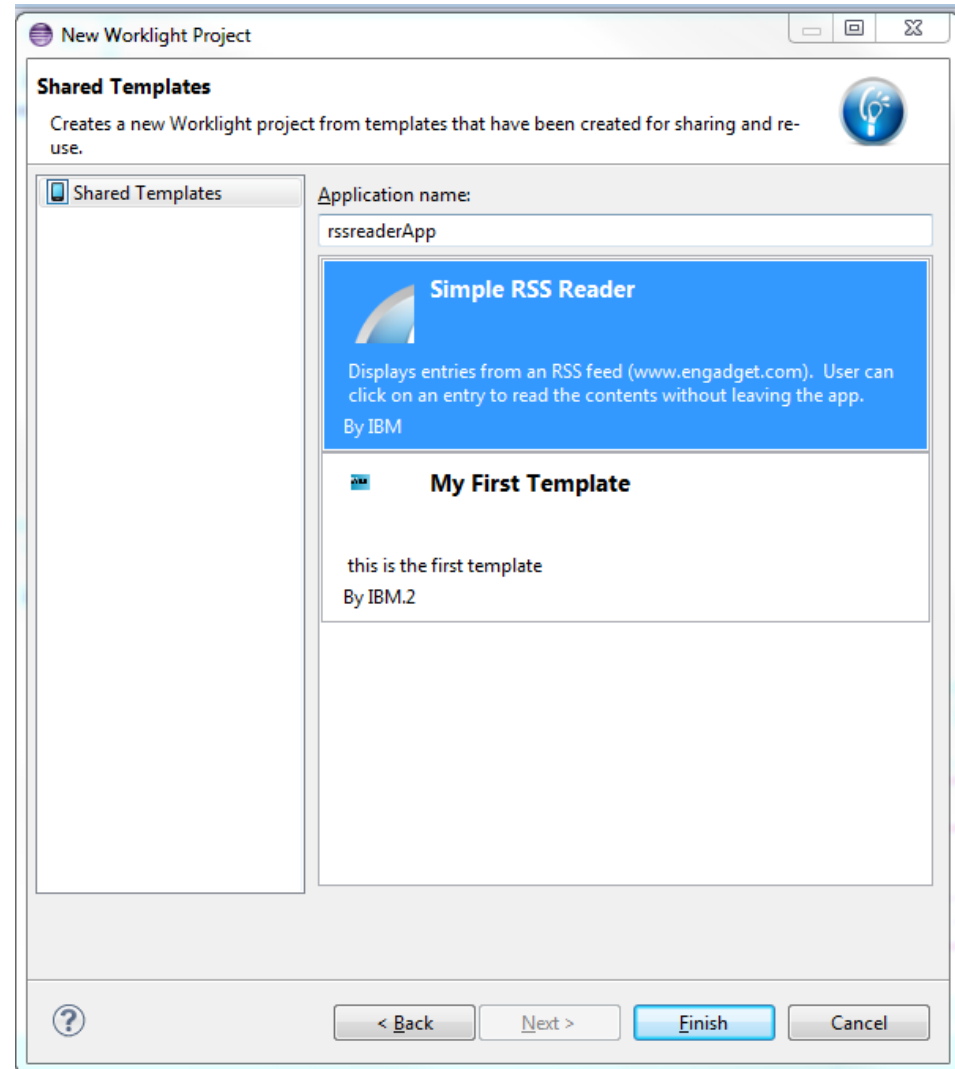 New Worklight Project
Shared Templates
Creates a new Worklight project from templates that have been created for sharing and re-
use.
Shared Templates
Application name:
rssreaderApp
Simple RSS Reader
Displays entries from an RSS feed (www.engadget.com).  User can
click on an entry to read the contents without leaving the app.
By IBM
My First Template
this is the first template
By IBM.2
?
< Back
Next >
Finish
Cancel